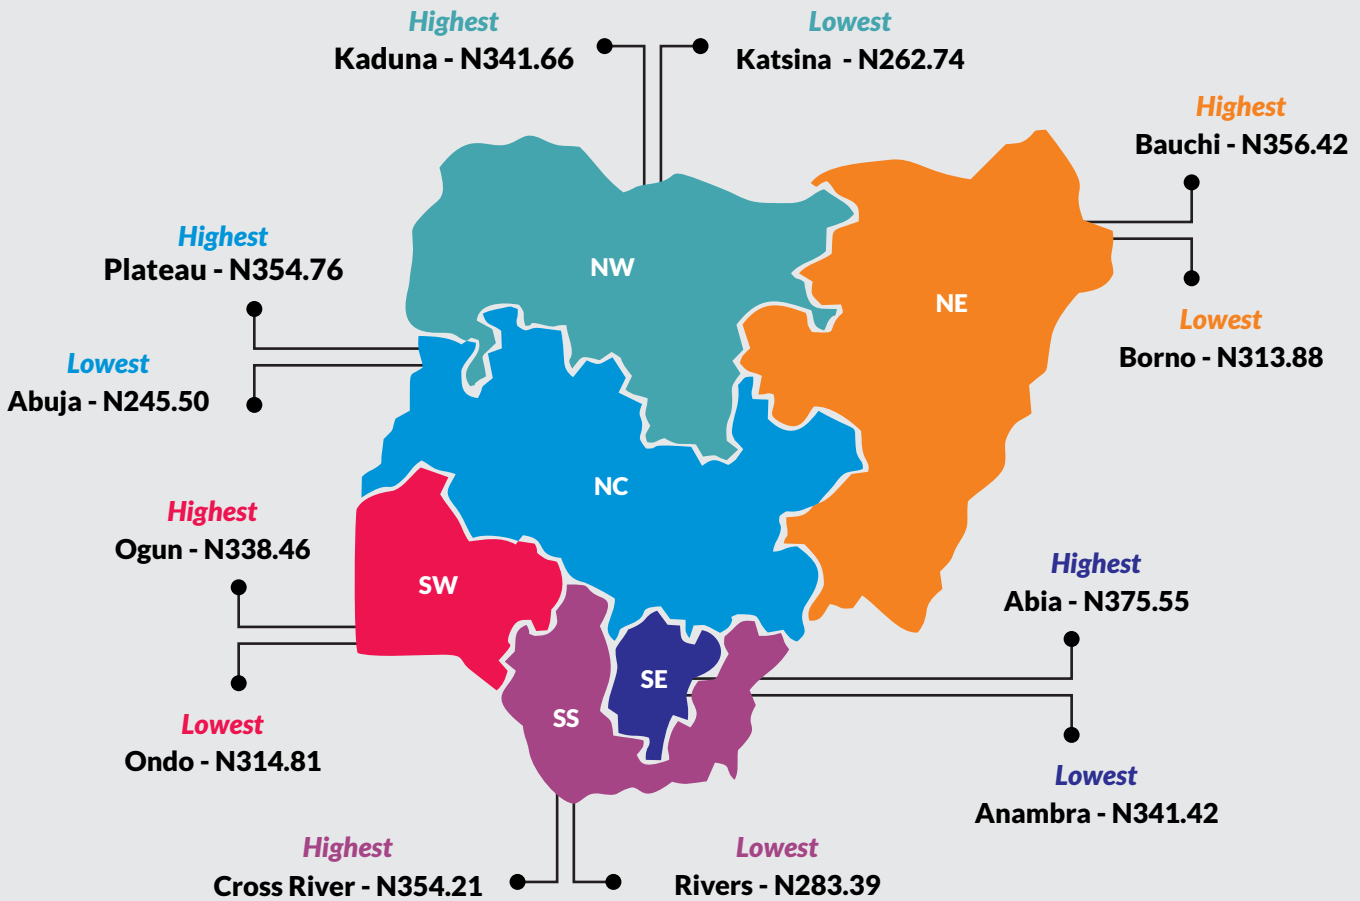 Highest
Kaduna - N341.66
Lowest
Katsina - N262.74
Highest
Bauchi - N356.42
Highest
Plateau - N354.76
NW
NE
Lowest
Borno - N313.88
Lowest
Abuja - N245.50
NC
Highest
Ogun - N338.46
SW
Highest
Abia - N375.55
SE
SS
Lowest
Ondo - N314.81
Lowest
Anambra - N341.42
Highest
Cross River - N354.21
Lowest
Rivers - N283.39